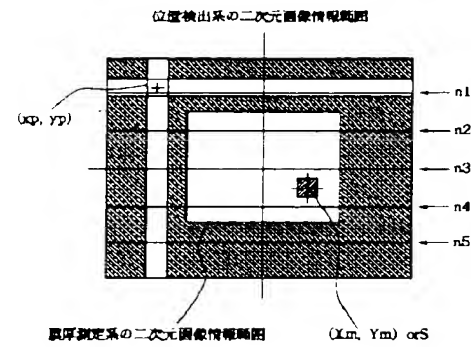 位置検出系の二次元画像情報範囲
n1
(xp, yp)
n2
n3
n4
n5
膜厚測定系の二次元画像情報範囲
(Xm, Ym) orS